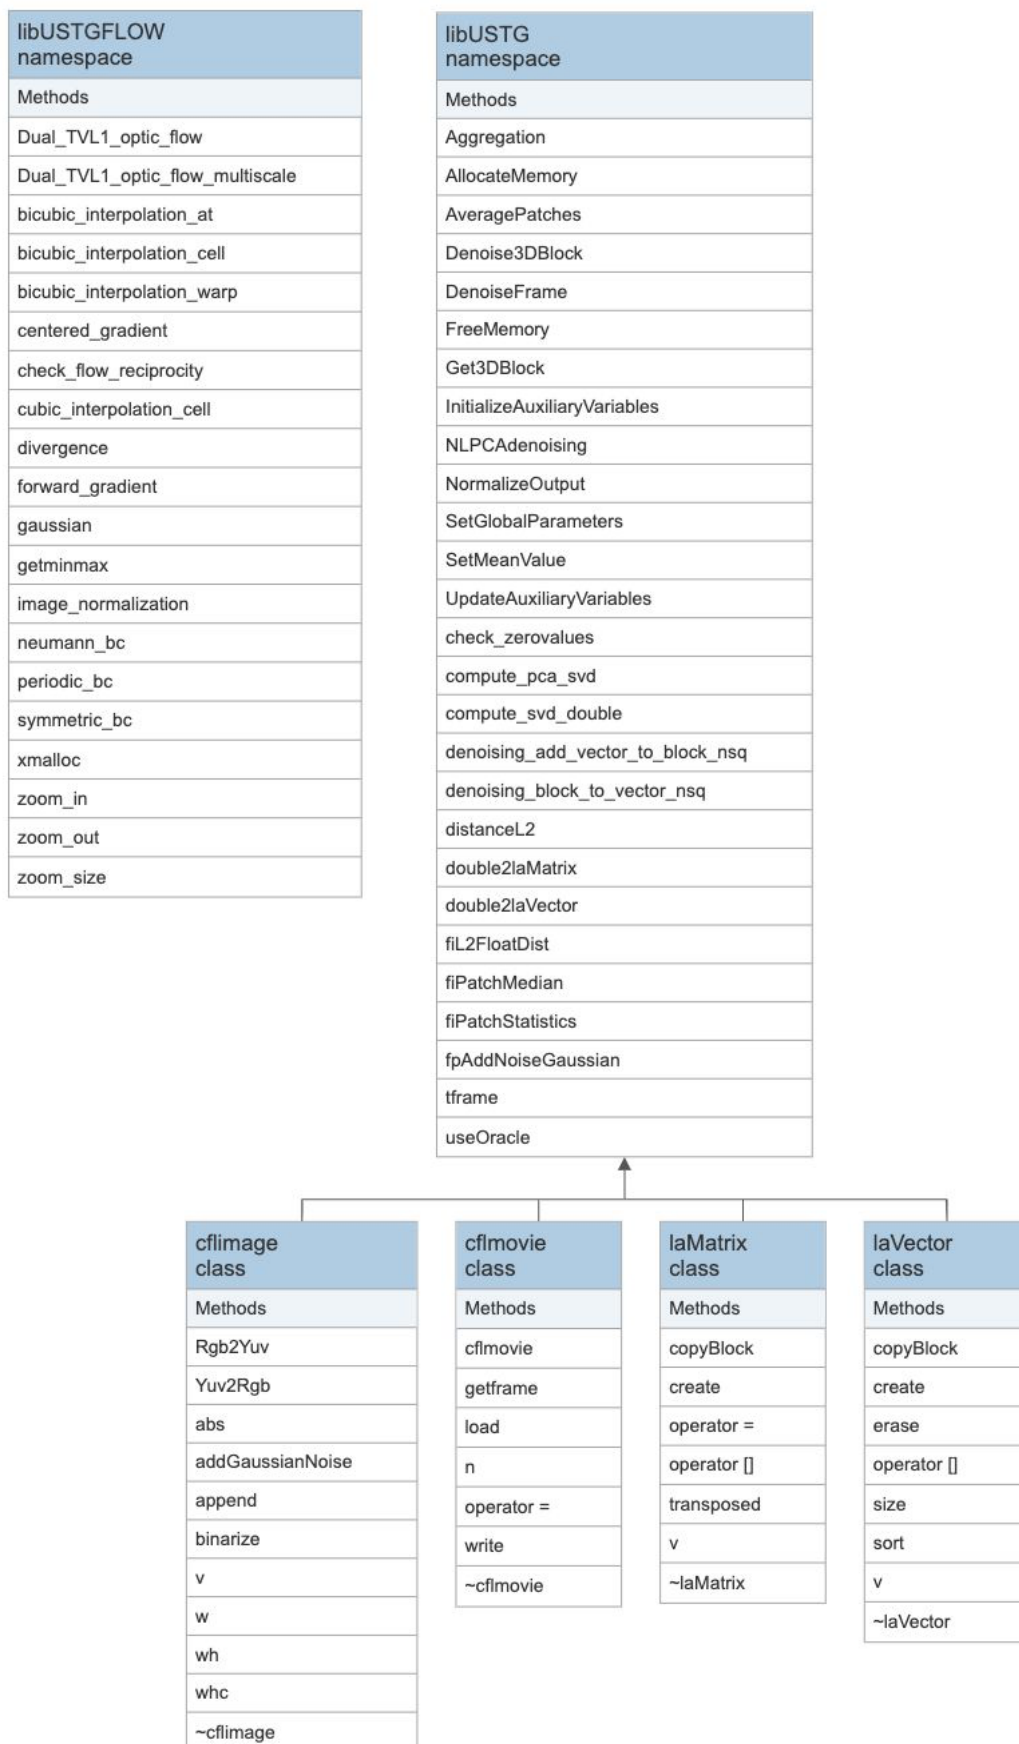 libUSTGFLOW
namespace
Methods
Dual_TVL1_optic_flow
Dual_TVL1_optic_flow_multiscale
bicubic_interpolation_at
bicubic_interpolation_cell
bicubic_interpolation_warp
centered_gradient
check_flow_reciprocity
cubic_interpolation_cell
divergence
forward_gradient
gaussian
getminmax
image_normalization
neumann_bc
periodic_bc
symmetric_bc
xmalloc
zoom_in
zoom_out
zoom_size
libUSTG
namespace
Methods
Aggregation
AllocateMemory
AveragePatches
Denoise3DBlock
DenoiseFrame
FreeMemory
Get3DBlock
InitializeAuxiliaryVariables
NLPCAdenoising
NormalizeOutput
SetGlobalParameters
SetMeanValue
UpdateAuxiliaryVariables
check_zerovalues
compute_pca_svd
compute_svd_double
denoising_add_vector_to_block_nsq
denoising_block_to_vector_nsq
distanceL2
double2laMatrix
double2laVector
fiL2FloatDist
fiPatchMedian
fiPatchStatistics
fpAddNoiseGaussian
tframe
useOracle
cflimage
class
Methods
Rgb2Yuv
Yuv2Rgb
abs
addGaussianNoise
append
binarize
v
w
wh
whc
~cflimage
cflmovie
class
Methods
cflmovie
getframe
load
n
operator =
write
~cflmovie
laMatrix
class
Methods
copyBlock
create
operator =
operator []
transposed
v
~laMatrix
laVector
class
Methods
copyBlock
create
erase
operator []
size
sort
v
~laVector